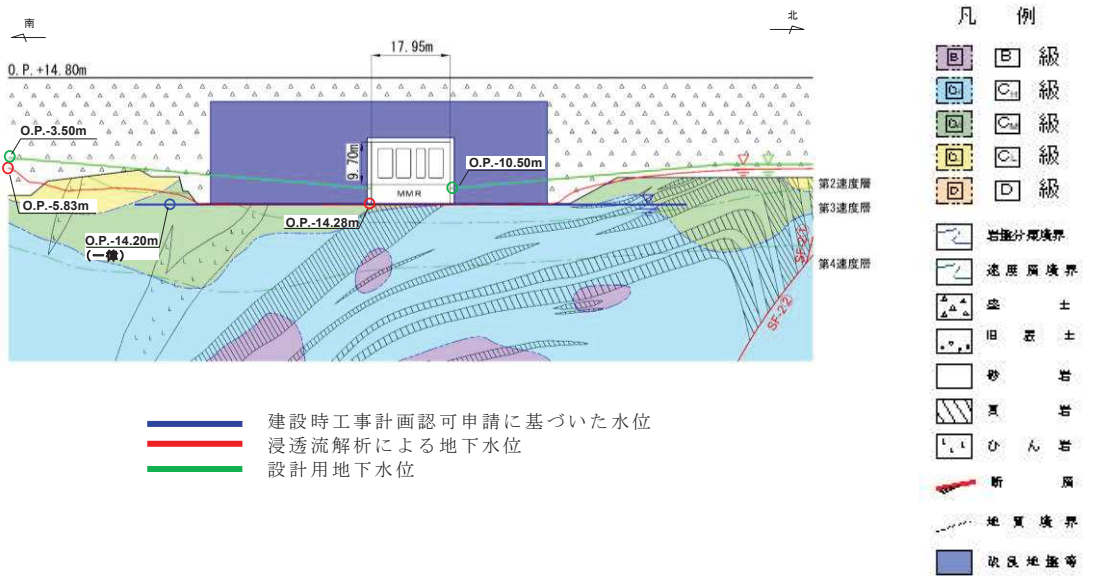 南
北
17.95m
O.P.+14.80m
O.P.-3.50m
9.70m
O.P.-10.50m
MMR
O.P.-5.83m
O.P.-14.28m
O.P.-14.20m
(一律)
第2速度層
第3速度層
第4速度層
SF-2.1
SF-2.2
建設時工事計画認可申請に基づいた水位
浸透流解析による地下水位
設計用地下水位
凡 例
B B 級
CH 級
CM 級
CL 級
D D 級
岩盤分類境界
速度層境界
盛土
旧表土
砂岩
頁岩
ひん岩
断層
地質境界
改良地盤等